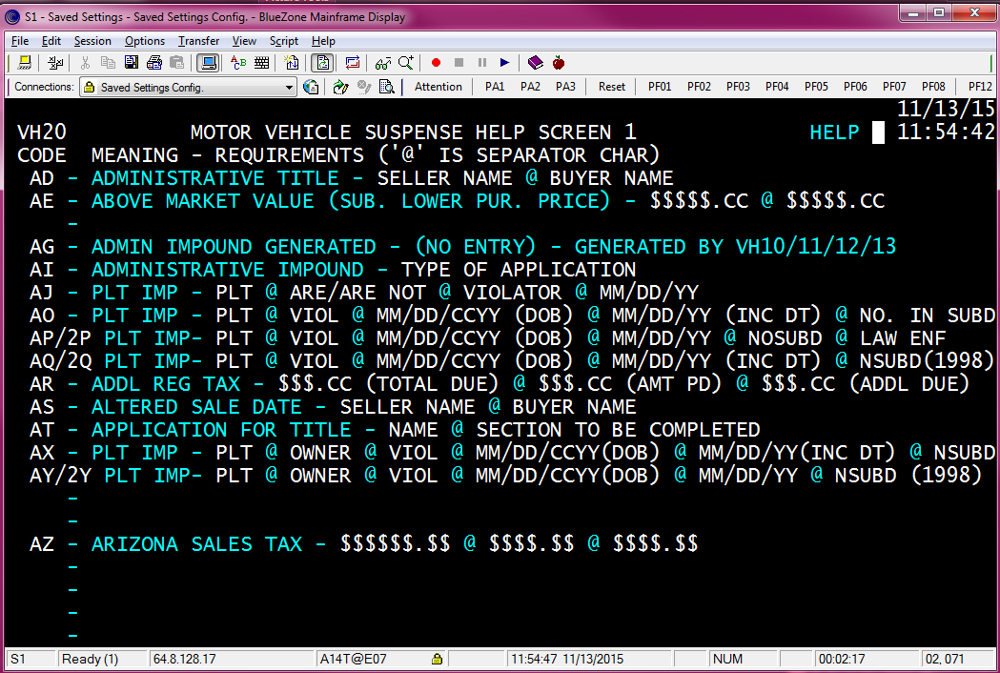 S1 - Saved Settings - Saved Settings Config. - BlueZone Mainframe Display
File Edit Session Options Transfer View Script Help
Connections: Saved Settings Config. Attention PA1 PA2 PA3 Reset PF01 PF02 PF03 PF04 PF05 PF06 PF07 PF08 PF12
11/13/15
VH20 MOTOR VEHICLE SUSPENSE HELP SCREEN 1 HELP 11:54:42
CODE MEANING - REQUIREMENTS ('@' IS SEPARATOR CHAR)
AD - ADMINISTRATIVE TITLE - SELLER NAME @ BUYER NAME
AE - ABOVE MARKET VALUE (SUB. LOWER PUR. PRICE) - $$$$$.CC @ $$$$$.CC
-
AG - ADMIN IMPOUND GENERATED - (NO ENTRY) - GENERATED BY VH10/11/12/13
AI - ADMINISTRATIVE IMPOUND - TYPE OF APPLICATION
AJ - PLT IMP - PLT @ ARE/ARE NOT @ VIOLATOR @ MM/DD/YY
AO - PLT IMP - PLT @ VIOL @ MM/DD/CCYY (DOB) @ MM/DD/YY (INC DT) @ NO. IN SUBD
AP/2P PLT IMP- PLT @ VIOL @ MM/DD/CCYY (DOB) @ MM/DD/YY @ NOSUBD @ LAW ENF
AQ/2Q PLT IMP- PLT @ VIOL @ MM/DD/CCYY (DOB) @ MM/DD/YY (INC DT) @ NSUBD(1998)
AR - ADDL REG TAX - $$$.CC (TOTAL DUE) @ $$$.CC (AMT PD) @ $$$.CC (ADDL DUE)
AS - ALTERED SALE DATE - SELLER NAME @ BUYER NAME
AT - APPLICATION FOR TITLE - NAME @ SECTION TO BE COMPLETED
AX - PLT IMP - PLT @ OWNER @ VIOL @ MM/DD/CCYY(DOB) @ MM/DD/YY(INC DT) @ NSUBD
AY/2Y PLT IMP- PLT @ OWNER @ VIOL @ MM/DD/CCYY(DOB) @ MM/DD/YY @ NSUBD (1998)
-
-
AZ - ARIZONA SALES TAX - $$$$$$.$$ @ $$$$.$$ @ $$$$.$$
-
-
-
-
S1 Ready (1) 64.8.128.17 A14T@E07 11:54:47 11/13/2015 NUM 00:02:17 02, 071